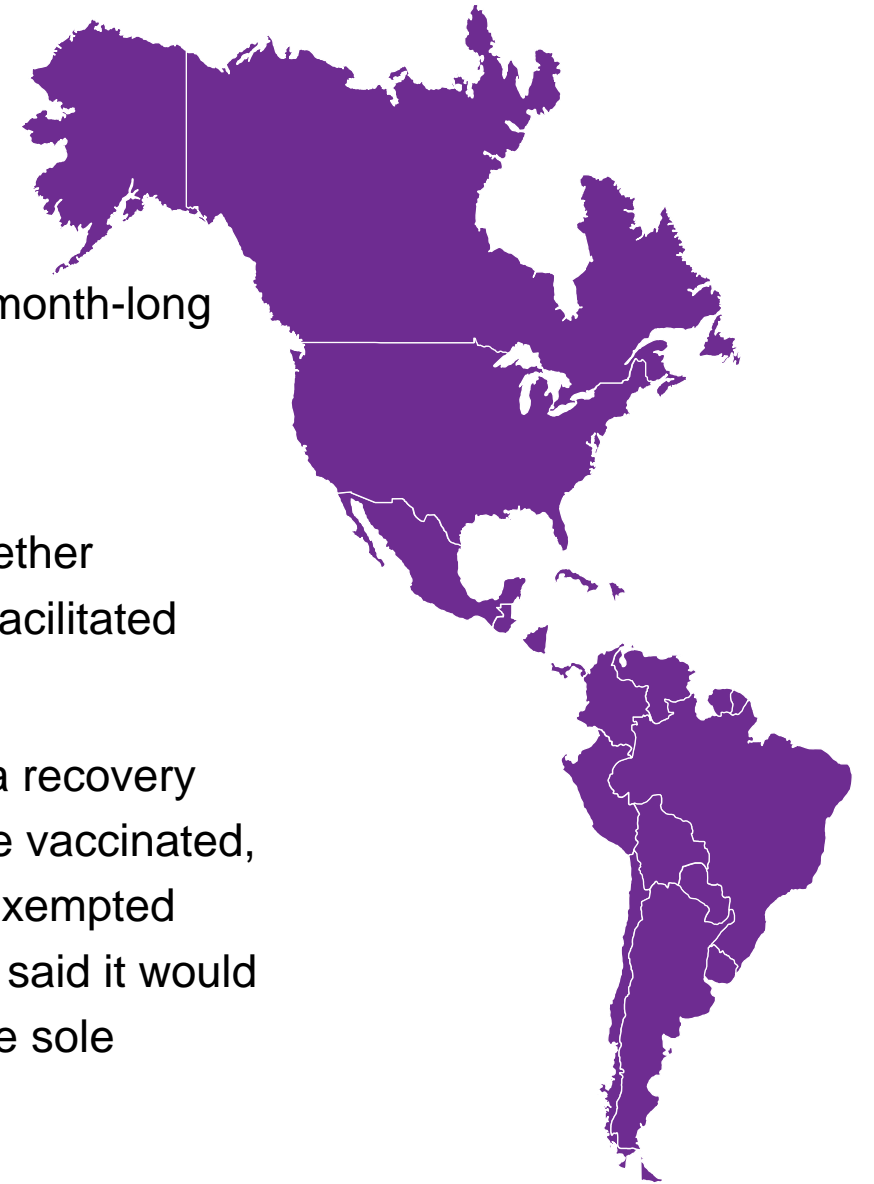 month-long
ether
acilitated
a recovery
e vaccinated,
xempted
said it would
e sole